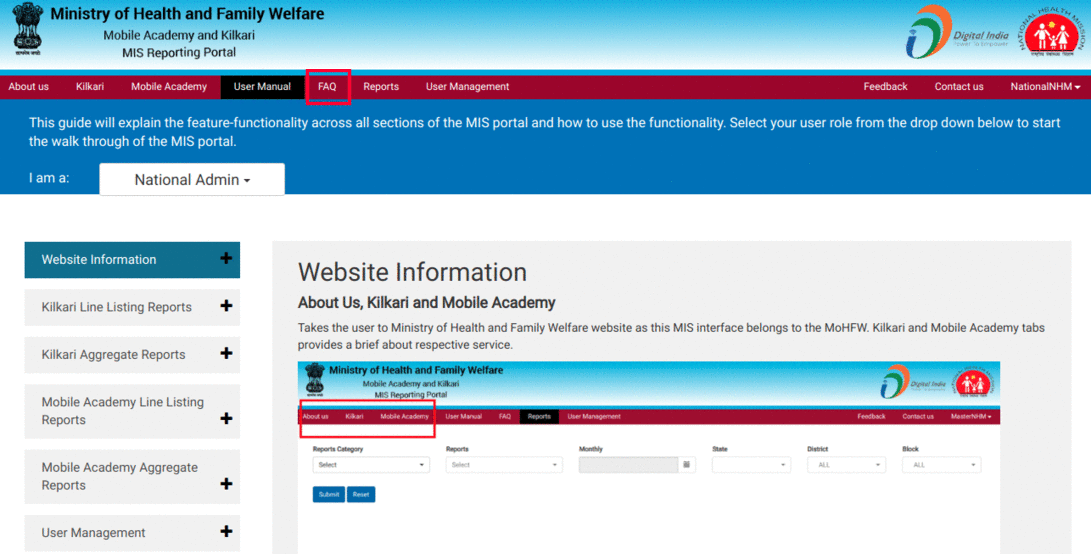 Ministry of Health and Family Welfare
Mobile Academy and Kilkari
MIS Reporting Portal
सत्यमेव जयते
Digital India
Power To Empower
NATIONAL HEALTH MISSION
About us Kilkari Mobile Academy User Manual FAQ Reports User Management Feedback Contact us NationalNHM
This guide will explain the feature-functionality across all sections of the MIS portal and how to use the functionality. Select your user role from the drop down below to start
the walk through of the MIS portal.
I am a: National Admin
Website Information
Kilkari Line Listing Reports
Kilkari Aggregate Reports
Mobile Academy Line Listing
Reports
Mobile Academy Aggregate
Reports
User Management
Website Information
About Us, Kilkari and Mobile Academy
Takes the user to Ministry of Health and Family Welfare website as this MIS interface belongs to the MoHFW. Kilkari and Mobile Academy tabs
provides a brief about respective service.
Ministry of Health and Family Welfare
Mobile Academy and Kilkari
MIS Reporting Portal
Digital India
About us Kilkari Mobile Academy User Manual FAQ Reports User Management Feedback Contact us MasterNHM
Reports Category Reports Monthly State District Block
Select Select ALL ALL
Submit Reset